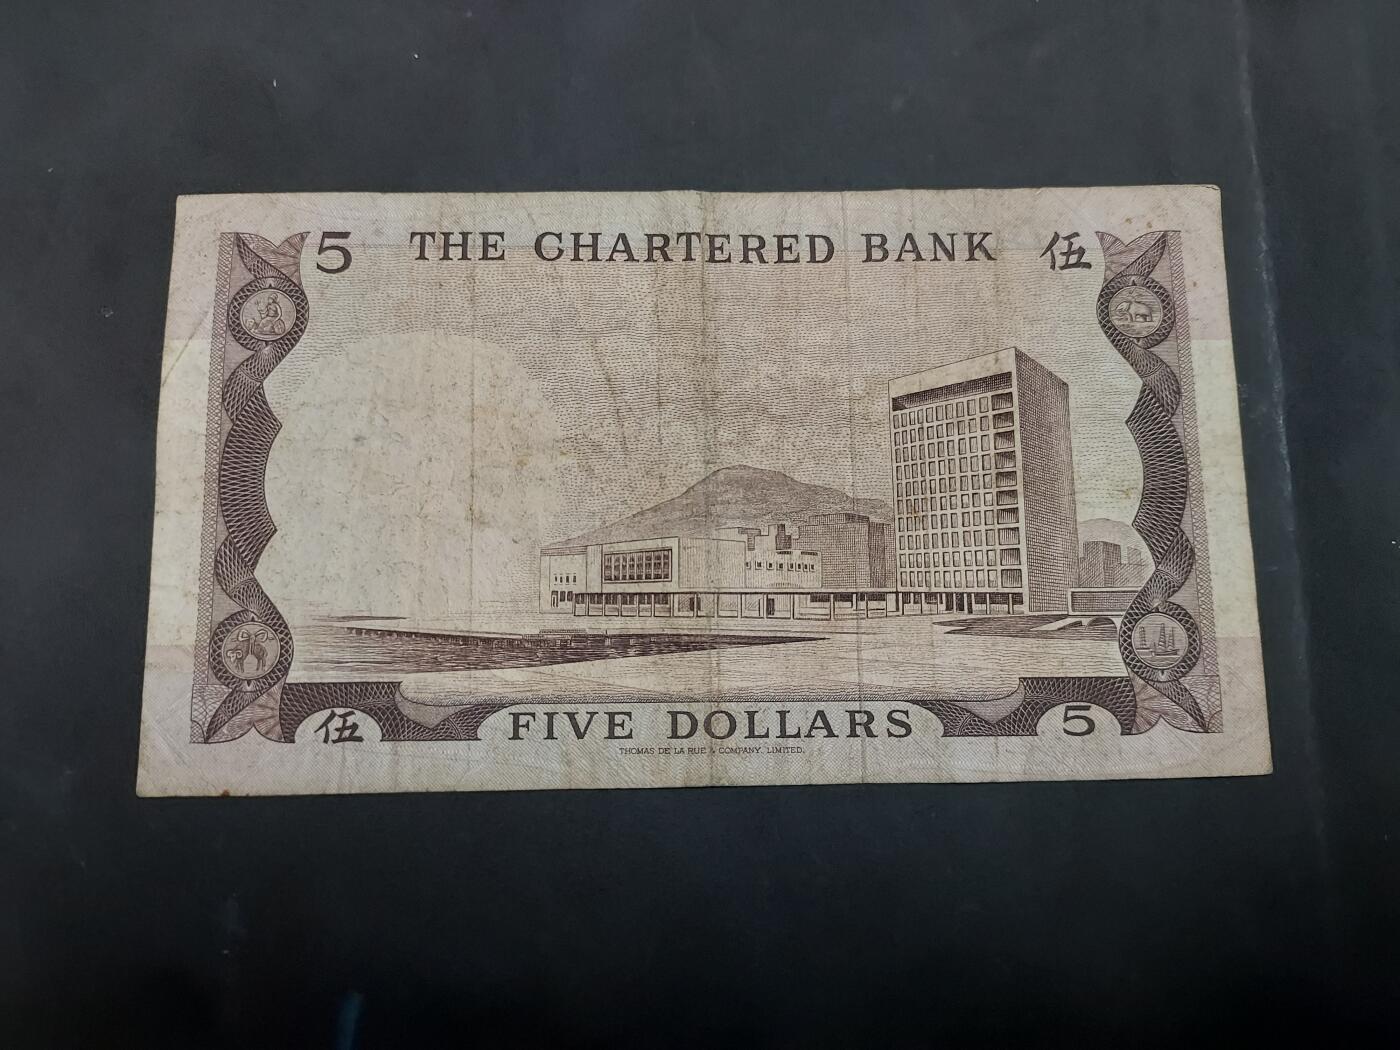 5 THE CHARTERED BANK 伍
伍 FIVE DOLLARS 5
THOMAS DE LA RUE & COMPANY, LIMITED.